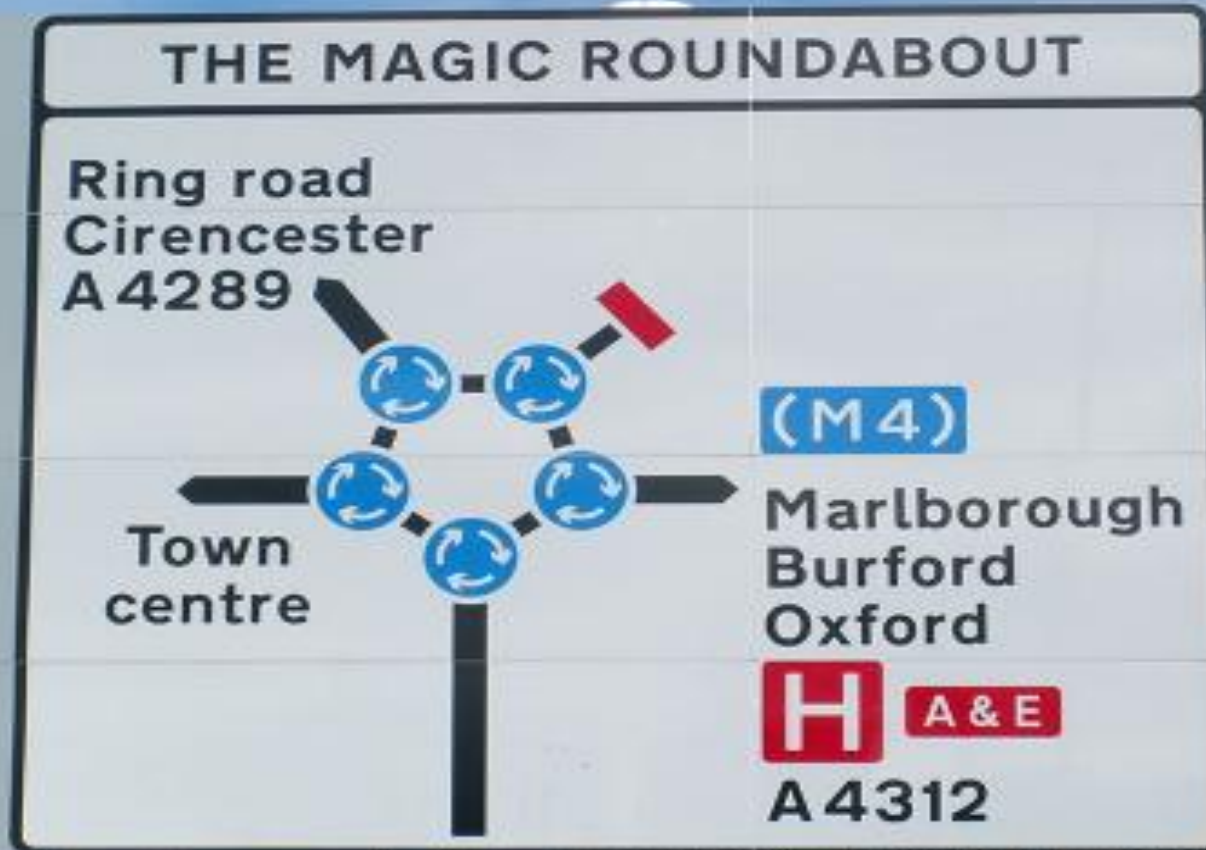 THE MAGIC ROUNDABOUT
Ring road
Cirencester
A4289
(M4)
Marlborough
Burford
Oxford
H A & E
A4312
Town
centre